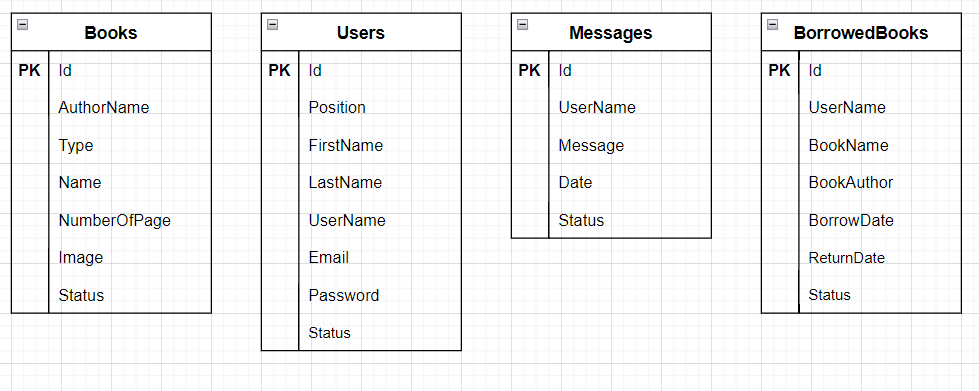 Books
PK Id
AuthorName
Type
Name
NumberOfPage
Image
Status
Users
PK Id
Position
FirstName
LastName
UserName
Email
Password
Status
Messages
PK Id
UserName
Message
Date
Status
BorrowedBooks
PK Id
UserName
BookName
BookAuthor
BorrowDate
ReturnDate
Status